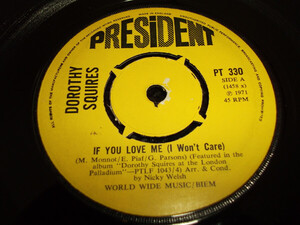 PRESIDENT
DOROTHY
SQUIRES
PT 330
SIDE A
(1458 x)
℗ 1971
45 RPM
IF YOU LOVE ME (I Won't Care)
(M. Monnot/E. Piaf/G. Parsons) (Featured in the
album "Dorothy Squires at the London
Palladium"—PTLF 1043/4) Arr. & Cond.
by Nicky Welsh
WORLD WIDE MUSIC/BIEM